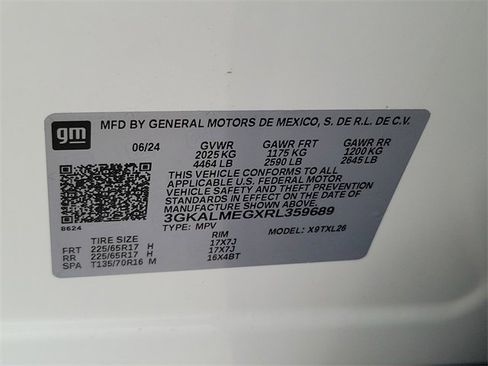 gm
MFD BY GENERAL MOTORS DE MEXICO, S. DE R.L. DE C.V.
06/24 GVWR GAWR FRT GAWR RR
2025 KG 1175 KG 1200 KG
4464 LB 2590 LB 2645 LB
THIS VEHICLE CONFORMS TO ALL
APPLICABLE U.S. FEDERAL MOTOR
VEHICLE SAFETY AND THEFT PREVENTION
STANDARDS IN EFFECT ON THE DATE
OF MANUFACTURE SHOWN ABOVE.
3GKALMEGXRL359689
8624 TYPE: MPV MODEL: X9TXL26
TIRE SIZE RIM
FRT 225/65R17 H 17X7J
RR 225/65R17 H 17X7J
SPA T135/70R16 M 16X4BT